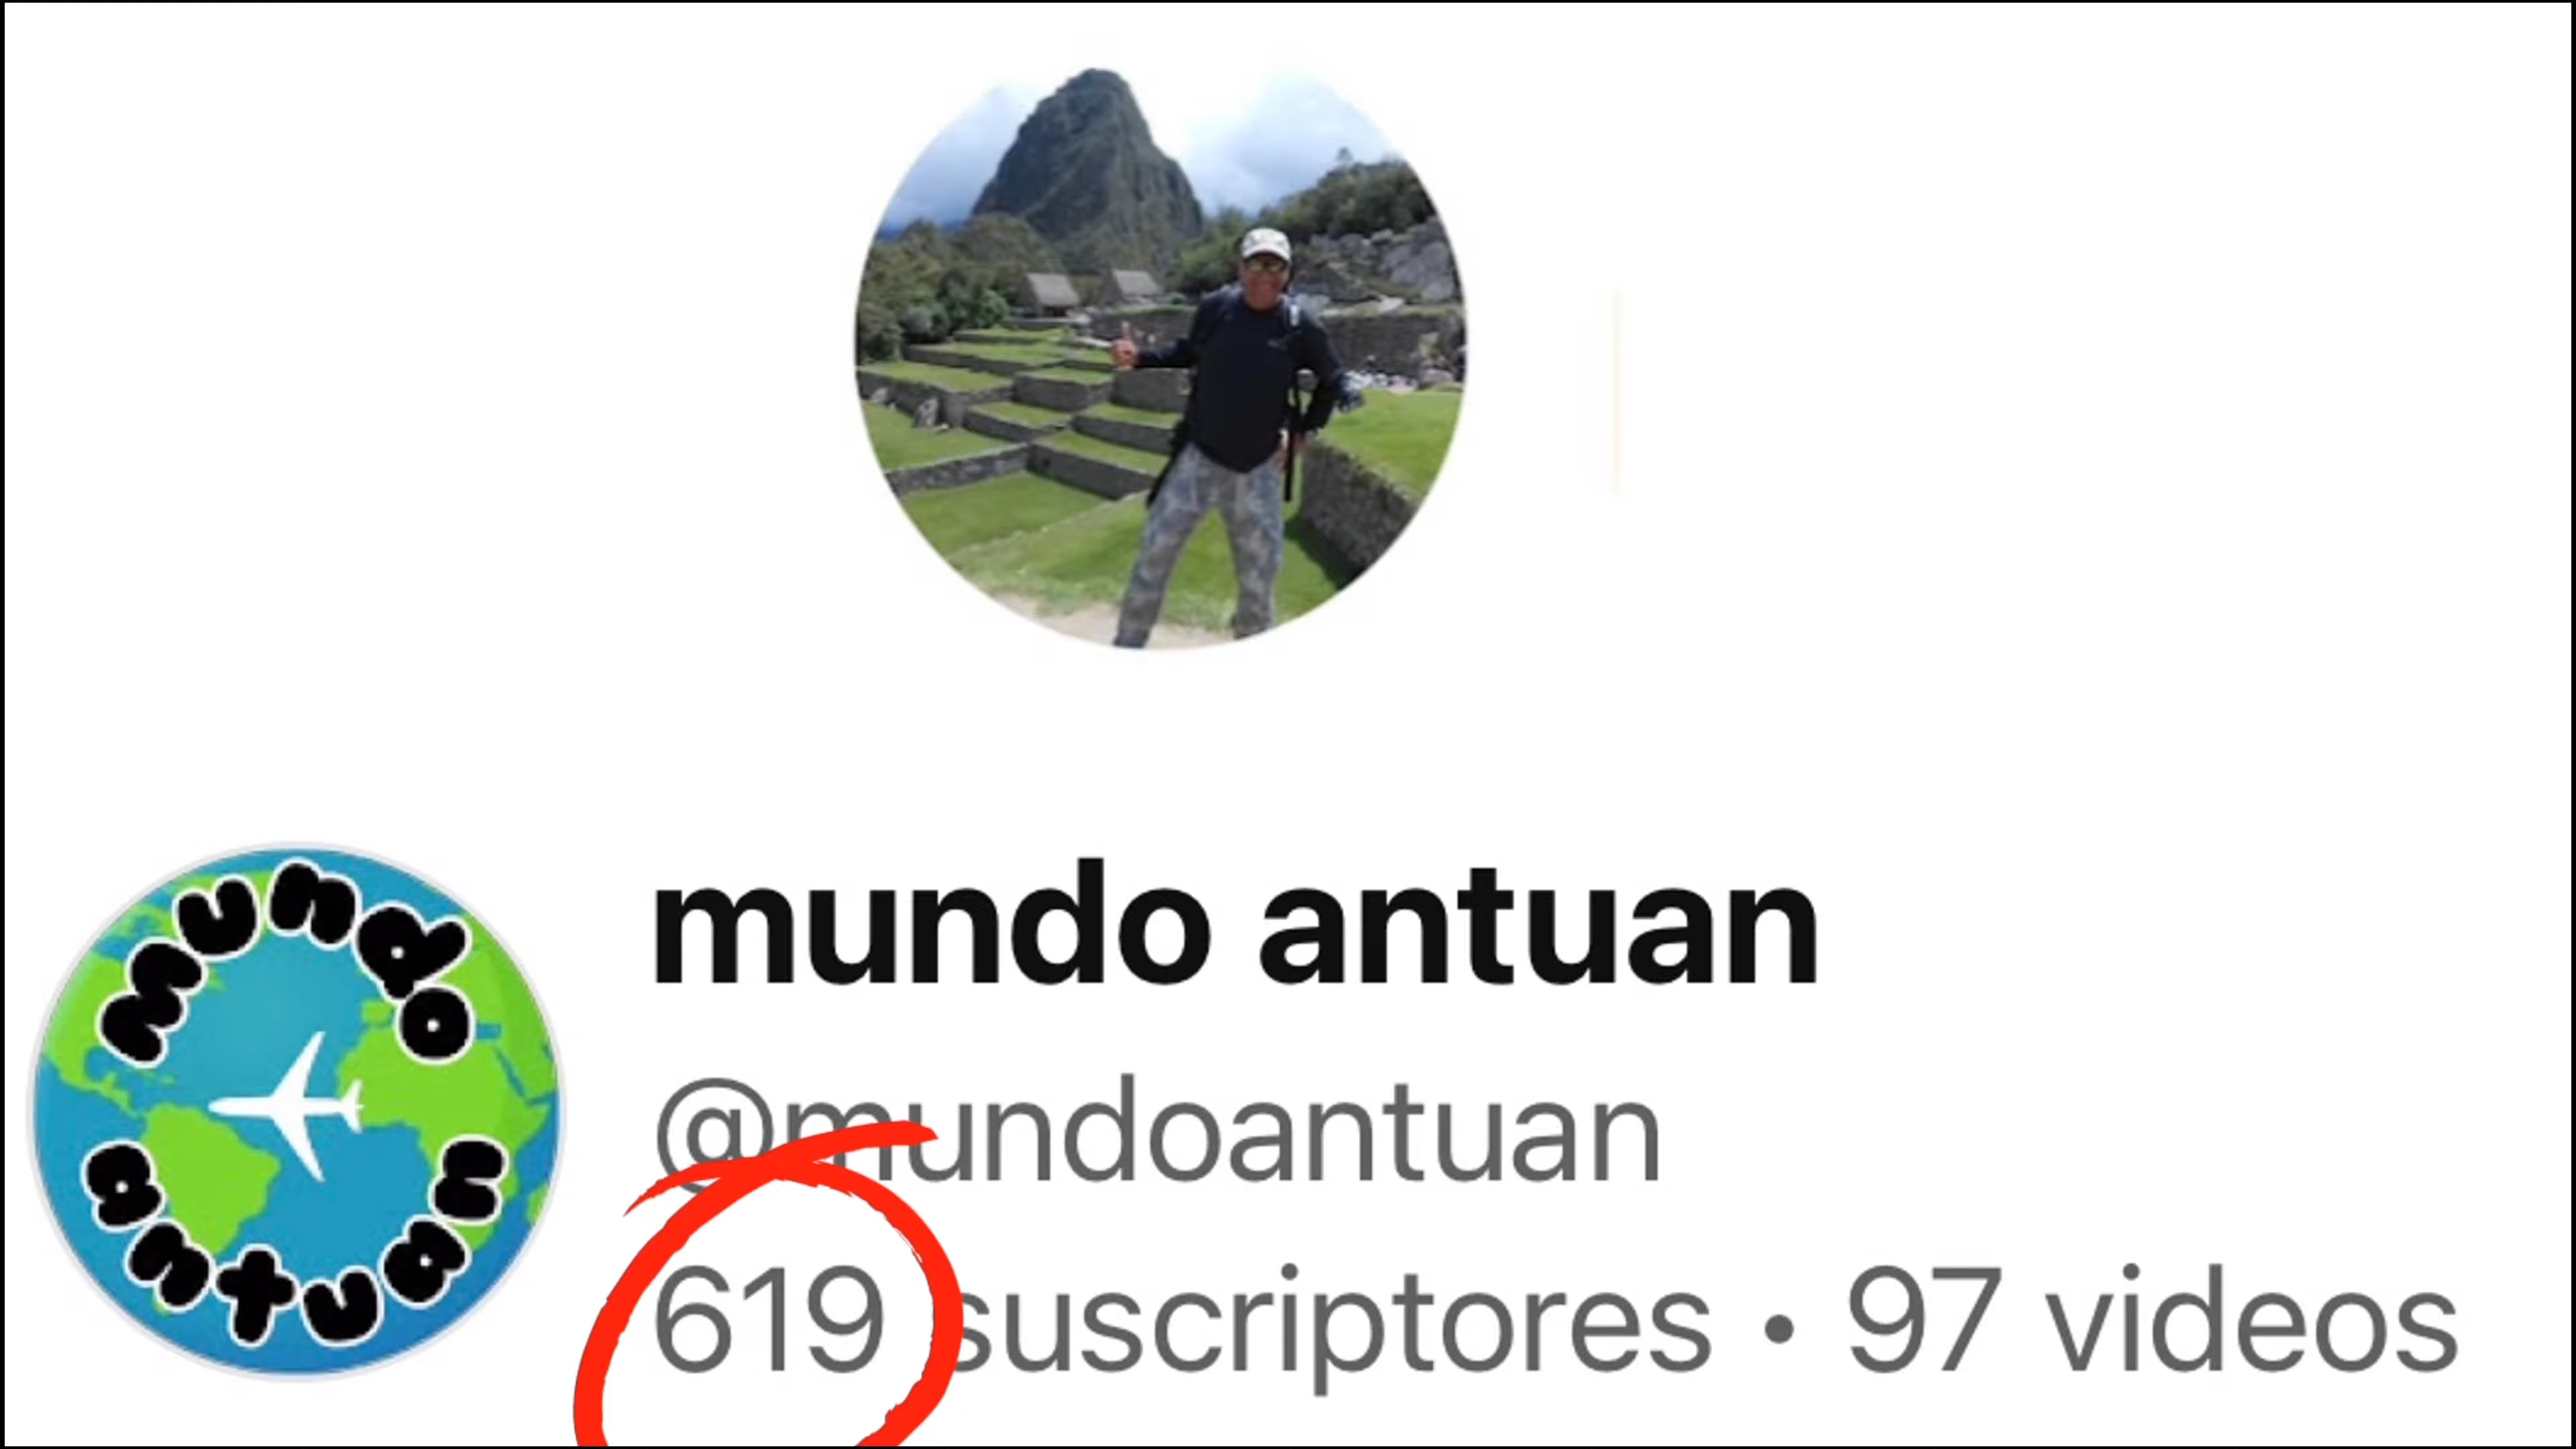 mundo
antuan
mundo antuan
@mundoantuan
619 suscriptores • 97 videos